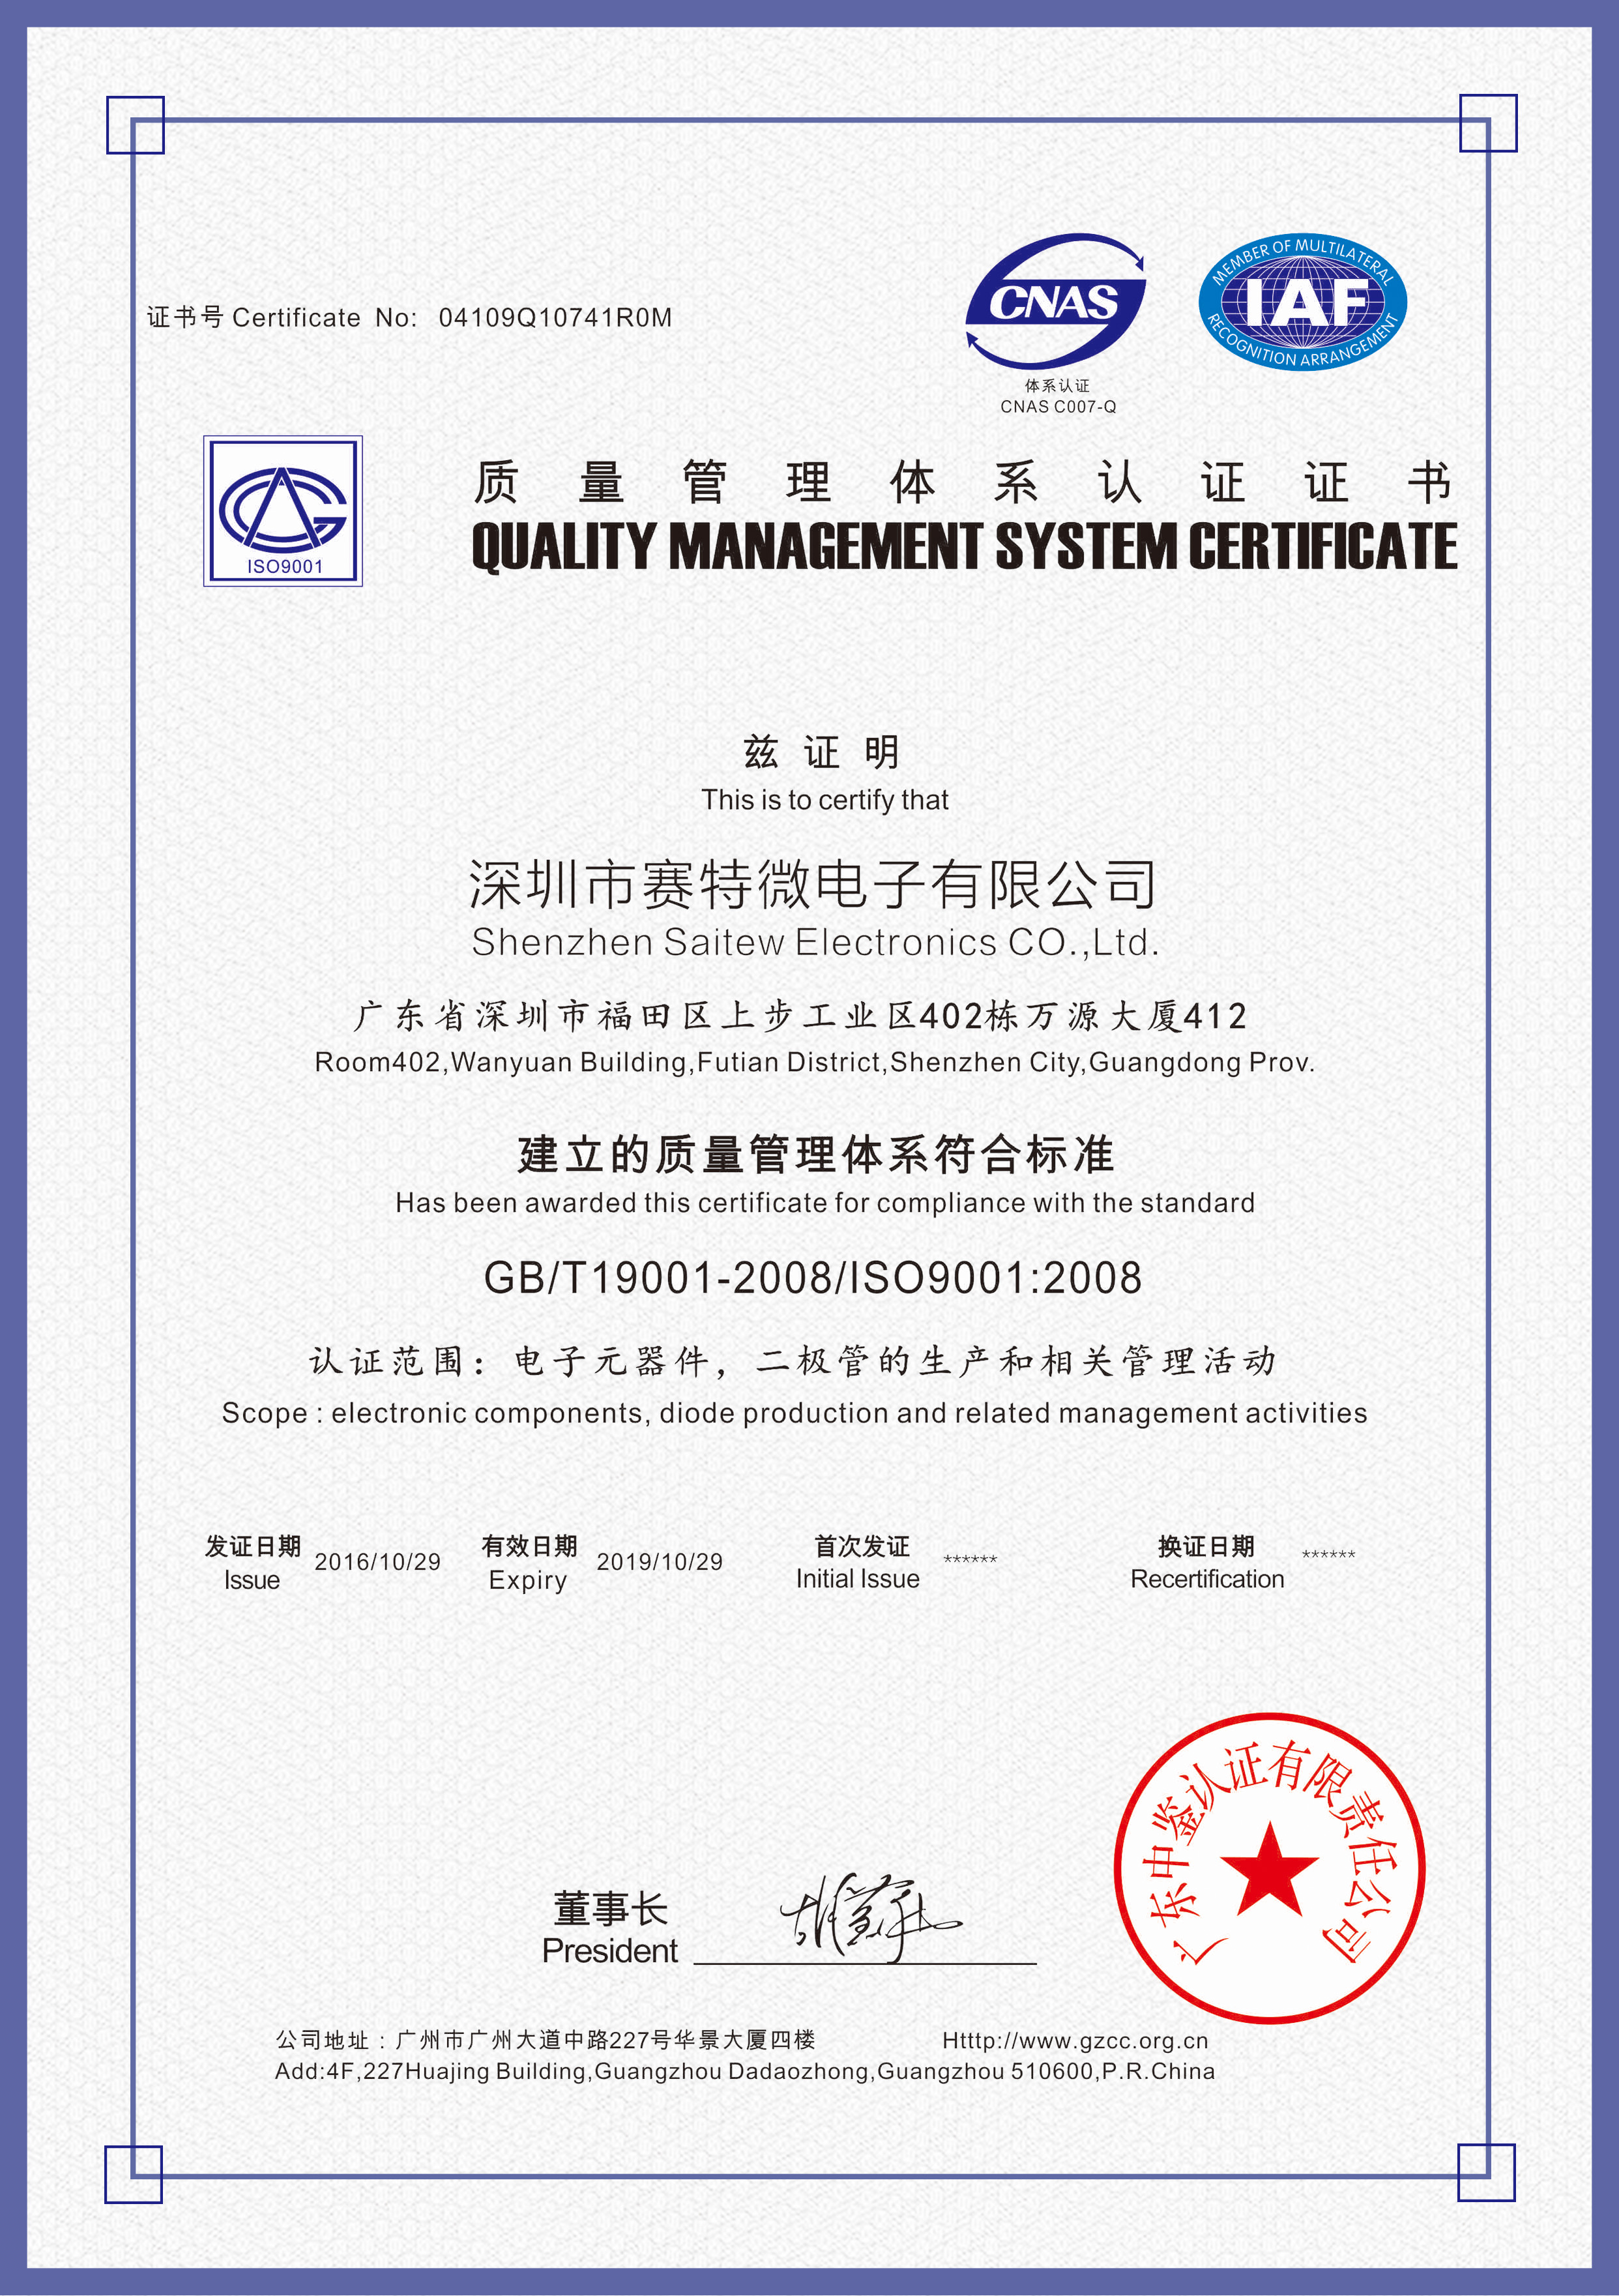 证书号 Certificate No: 04109Q10741R0M
CNAS
体系认证
CNAS C007-Q
MEMBER OF MULTILATERAL
IAF
RECOGNITION ARRANGEMENT
ISO9001
质量管理体系认证证书
QUALITY MANAGEMENT SYSTEM CERTIFICATE
兹证明
This is to certify that
深圳市赛特微电子有限公司
Shenzhen Saitew Electronics CO.,Ltd.
广东省深圳市福田区上步工业区402栋万源大厦412
Room402,Wanyuan Building,Futian District,Shenzhen City,Guangdong Prov.
建立的质量管理体系符合标准
Has been awarded this certificate for compliance with the standard
GB/T19001-2008/ISO9001:2008
认证范围：电子元器件，二极管的生产和相关管理活动
Scope : electronic components, diode production and related management activities
发证日期 2016/10/29 有效日期 2019/10/29 首次发证 ****** 换证日期 ******
Issue Expiry Initial Issue Recertification
广东中鉴认证有限责任公司
董事长
President
公司地址：广州市广州大道中路227号华景大厦四楼 Htttp://www.gzcc.org.cn
Add:4F,227Huajing Building,Guangzhou Dadaozhong,Guangzhou 510600,P.R.China